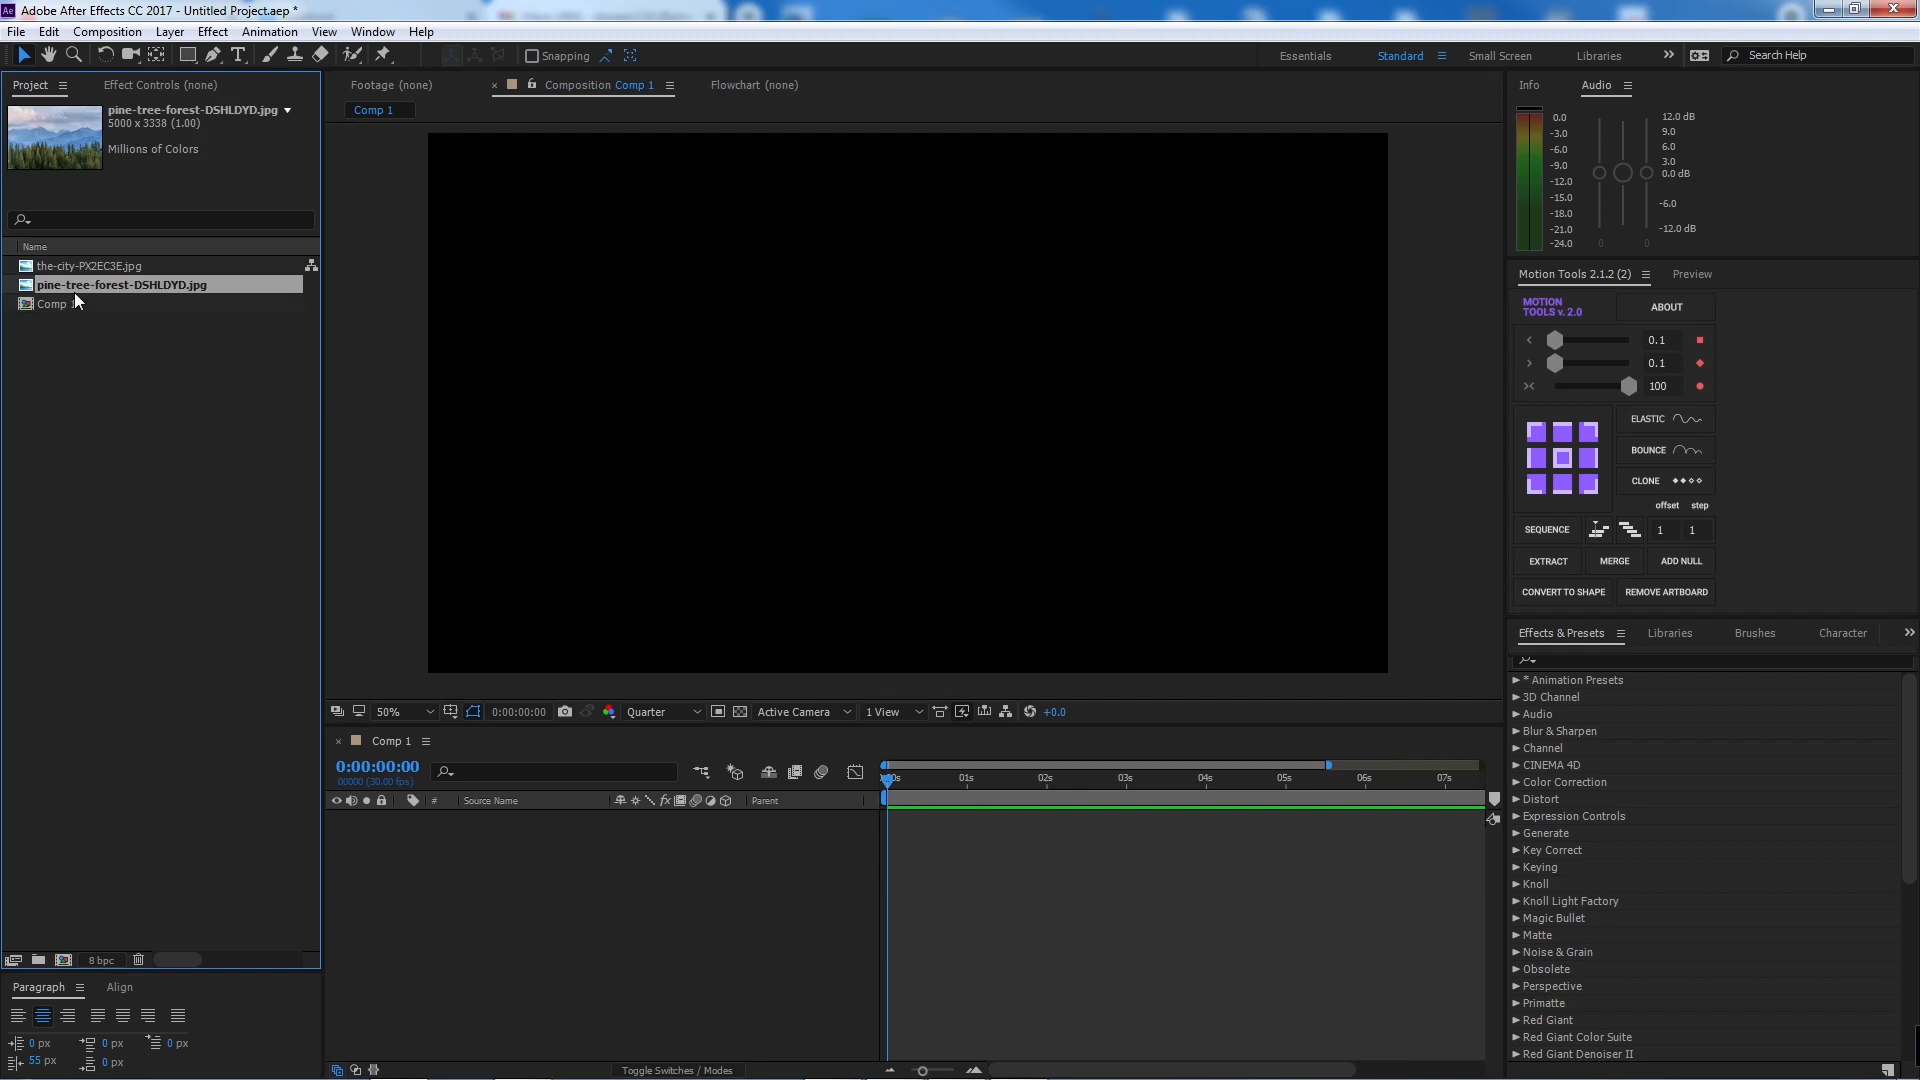 Adobe After Effects CC 2017 - Untitled Project.aep *
File Edit Composition Layer Effect Animation View Window Help
Snapping
Essentials Standard Small Screen Libraries Search Help
Project Effect Controls (none)
pine-tree-forest-DSHLDYD.jpg
5000 x 3338 (1.00)
Millions of Colors
Name
the-city-PX2EC3E.jpg
pine-tree-forest-DSHLDYD.jpg
Comp 1
8 bpc
Paragraph Align
0 px 0 px 0 px
55 px 0 px
Footage (none) Composition Comp 1 Flowchart (none)
Comp 1
50% 0:00:00:00 Quarter Active Camera 1 View +0.0
Comp 1
0:00:00:00
00000 (30.00 fps)
# Source Name Parent
01s 02s 03s 04s 05s 06s 07s
Toggle Switches / Modes
Info Audio
0.0
-3.0
-6.0
-9.0
-12.0
-15.0
-18.0
-21.0
-24.0
12.0 dB
9.0
6.0
3.0
0.0 dB
-6.0
-12.0 dB
0 0
Motion Tools 2.1.2 (2) Preview
MOTION
TOOLS v. 2.0
ABOUT
0.1
0.1
100
ELASTIC
BOUNCE
CLONE
offset step
SEQUENCE 1 1
EXTRACT MERGE ADD NULL
CONVERT TO SHAPE REMOVE ARTBOARD
Effects & Presets Libraries Brushes Character
* Animation Presets
3D Channel
Audio
Blur & Sharpen
Channel
CINEMA 4D
Color Correction
Distort
Expression Controls
Generate
Key Correct
Keying
Knoll
Knoll Light Factory
Magic Bullet
Matte
Noise & Grain
Obsolete
Perspective
Primatte
Red Giant
Red Giant Color Suite
Red Giant Denoiser II